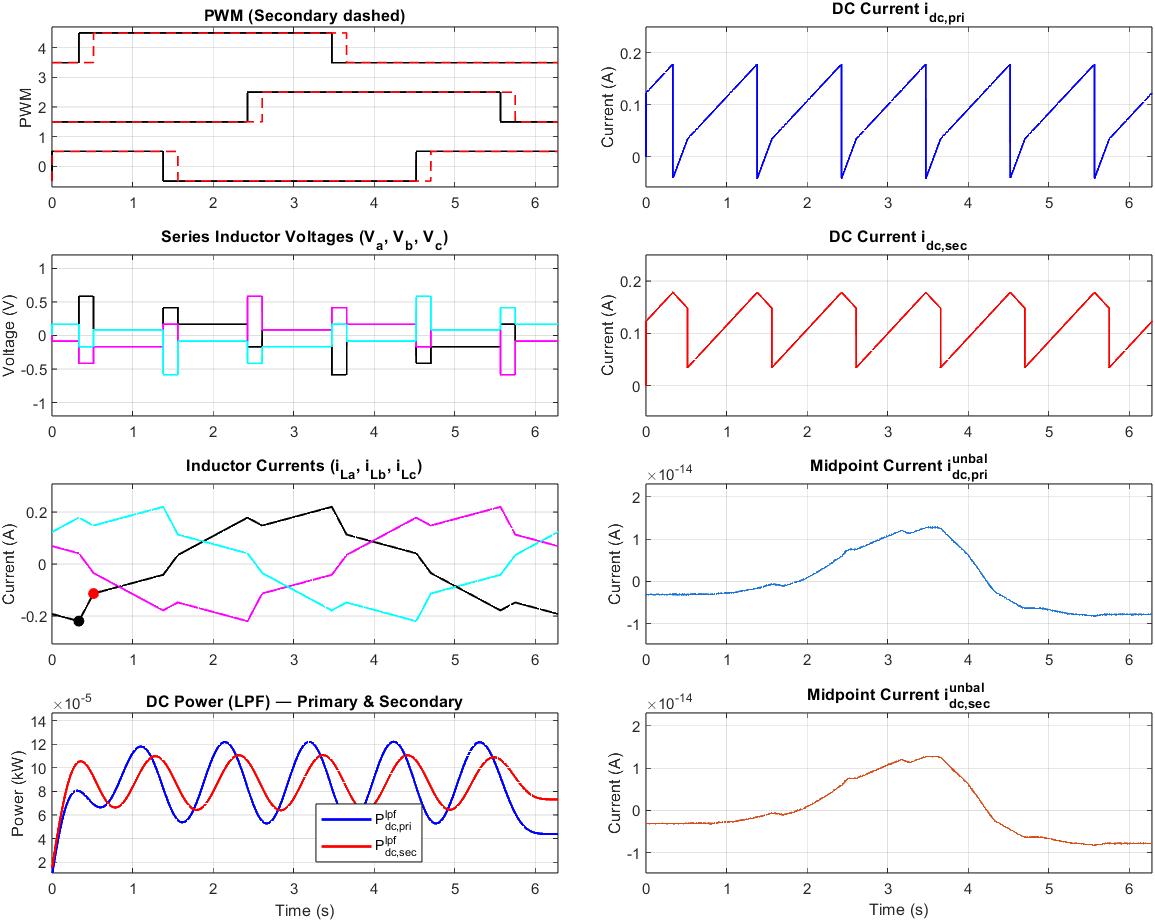 PWM (Secondary dashed)
PWM
4
3
2
1
0
0 1 2 3 4 5 6
DC Current i_dc,pri
Current (A)
0.2
0.1
0
0 1 2 3 4 5 6
Series Inductor Voltages (V_a, V_b, V_c)
Voltage (V)
1
0.5
0
-0.5
-1
0 1 2 3 4 5 6
DC Current i_dc,sec
Current (A)
0.2
0.1
0
0 1 2 3 4 5 6
Inductor Currents (i_La, i_Lb, i_Lc)
Current (A)
0.2
0
-0.2
0 1 2 3 4 5 6
Midpoint Current i^unbal_dc,pri
×10^-14
Current (A)
2
1
0
-1
0 1 2 3 4 5 6
DC Power (LPF) — Primary & Secondary
×10^-5
Power (kW)
14
12
10
8
6
4
2
P^lpf_dc,pri
P^lpf_dc,sec
0 1 2 3 4 5 6
Time (s)
Midpoint Current i^unbal_dc,sec
×10^-14
Current (A)
2
1
0
-1
0 1 2 3 4 5 6
Time (s)